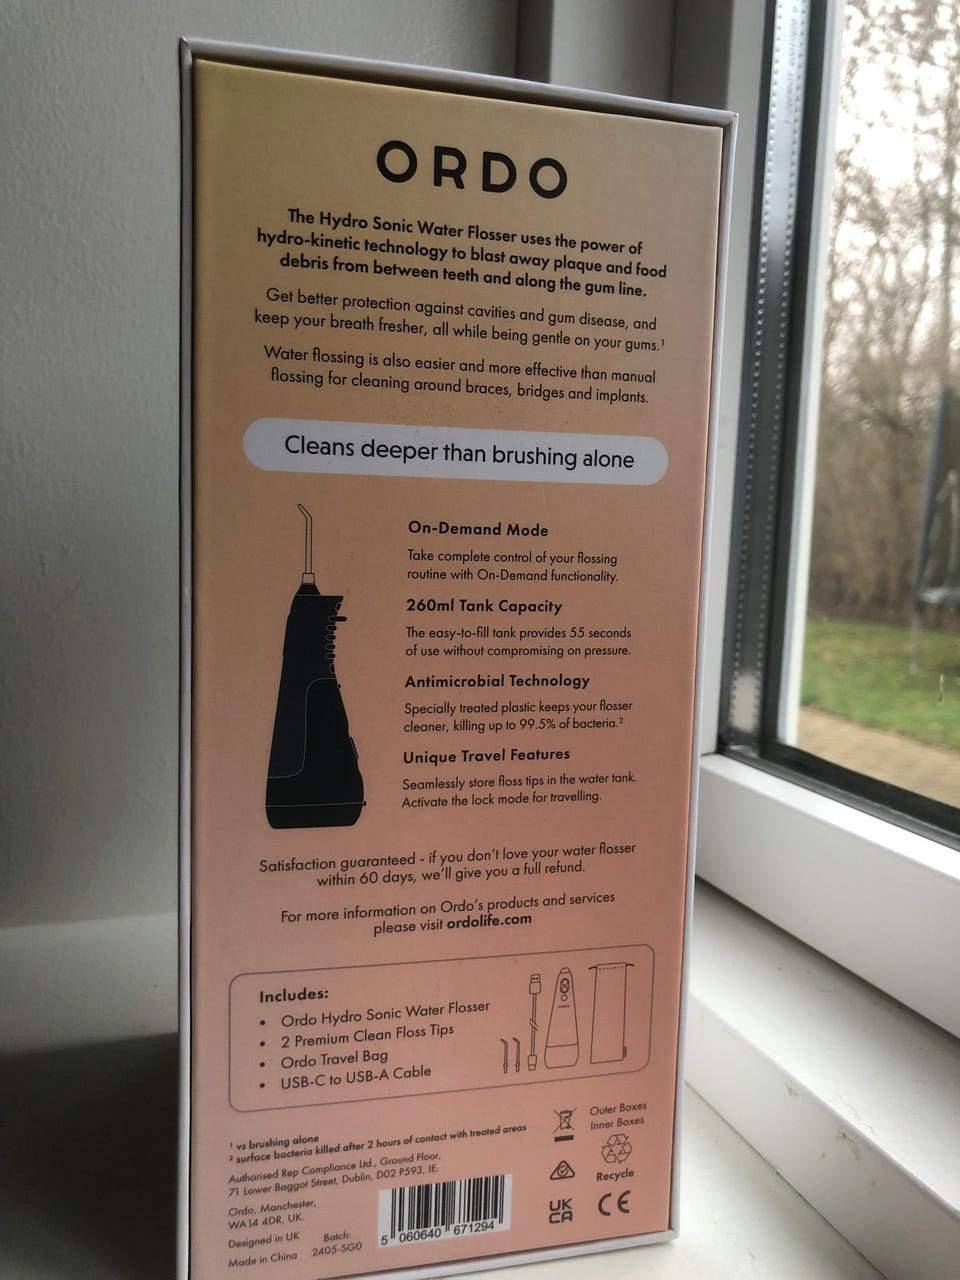 ORDO
The Hydro Sonic Water Flosser uses the power of
hydro-kinetic technology to blast away plaque and food
debris from between teeth and along the gum line.
Get better protection against cavities and gum disease, and
keep your breath fresher, all while being gentle on your gums.¹
Water flossing is also easier and more effective than manual
flossing for cleaning around braces, bridges and implants.
Cleans deeper than brushing alone
On-Demand Mode
Take complete control of your flossing
routine with On-Demand functionality.
260ml Tank Capacity
The easy-to-fill tank provides 55 seconds
of use without compromising on pressure.
Antimicrobial Technology
Specially treated plastic keeps your flosser
cleaner, killing up to 99.5% of bacteria.²
Unique Travel Features
Seamlessly store floss tips in the water tank.
Activate the lock mode for travelling.
Satisfaction guaranteed - if you don't love your water flosser
within 60 days, we'll give you a full refund.
For more information on Ordo's products and services
please visit ordolife.com
Includes:
• Ordo Hydro Sonic Water Flosser
• 2 Premium Clean Floss Tips
• Ordo Travel Bag
• USB-C to USB-A Cable
¹ vs brushing alone
² surface bacteria killed after 2 hours of contact with treated areas
Authorised Rep Compliance Ltd., Ground Floor,
71 Lower Baggot Street, Dublin, D02 P593, IE.
Ordo, Manchester,
WA14 4DR, UK.
Designed in UK
Made in China
Batch:
2405-SG0
5 060640 671294
Outer Boxes
Inner Boxes
Recycle
UK
CA
CE